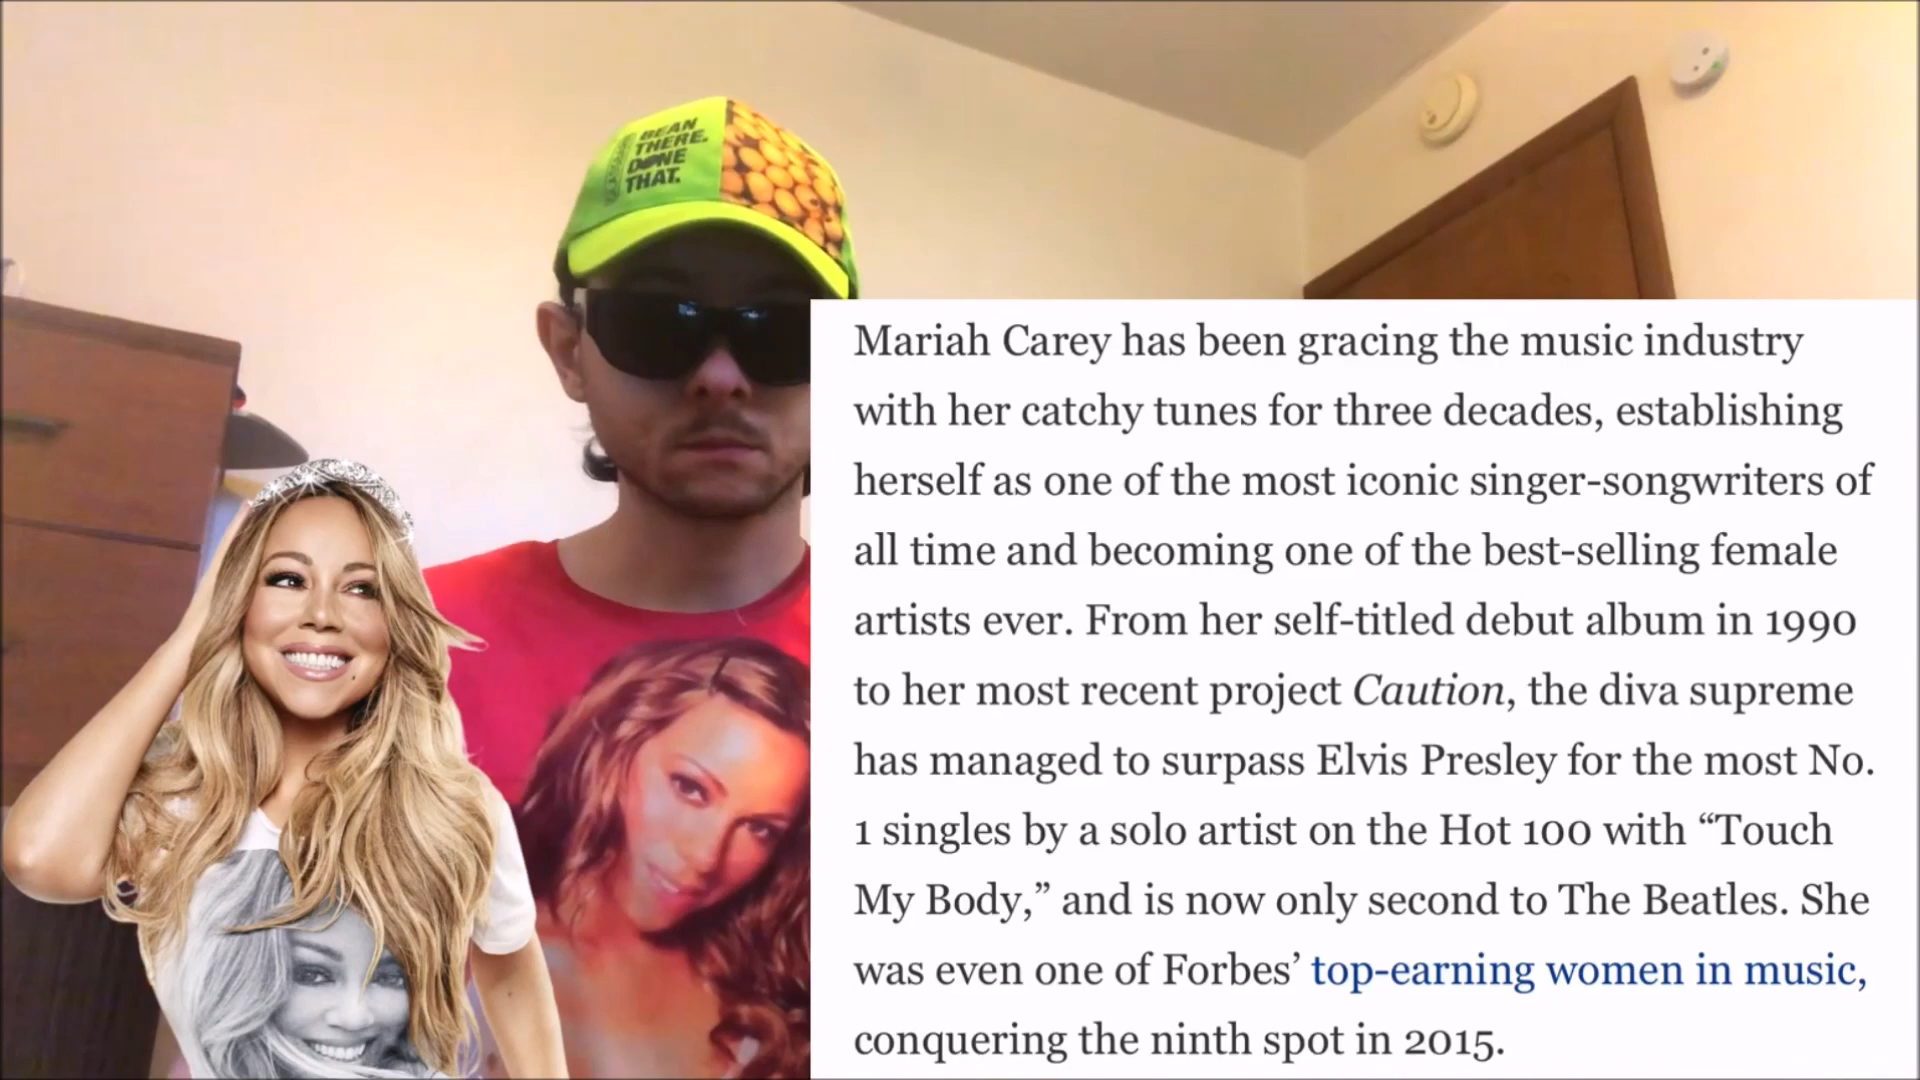 BEAN
THERE.
DONE
THAT.
Mariah Carey has been gracing the music industry
with her catchy tunes for three decades, establishing
herself as one of the most iconic singer-songwriters of
all time and becoming one of the best-selling female
artists ever. From her self-titled debut album in 1990
to her most recent project Caution, the diva supreme
has managed to surpass Elvis Presley for the most No.
1 singles by a solo artist on the Hot 100 with “Touch
My Body,” and is now only second to The Beatles. She
was even one of Forbes’ top-earning women in music,
conquering the ninth spot in 2015.